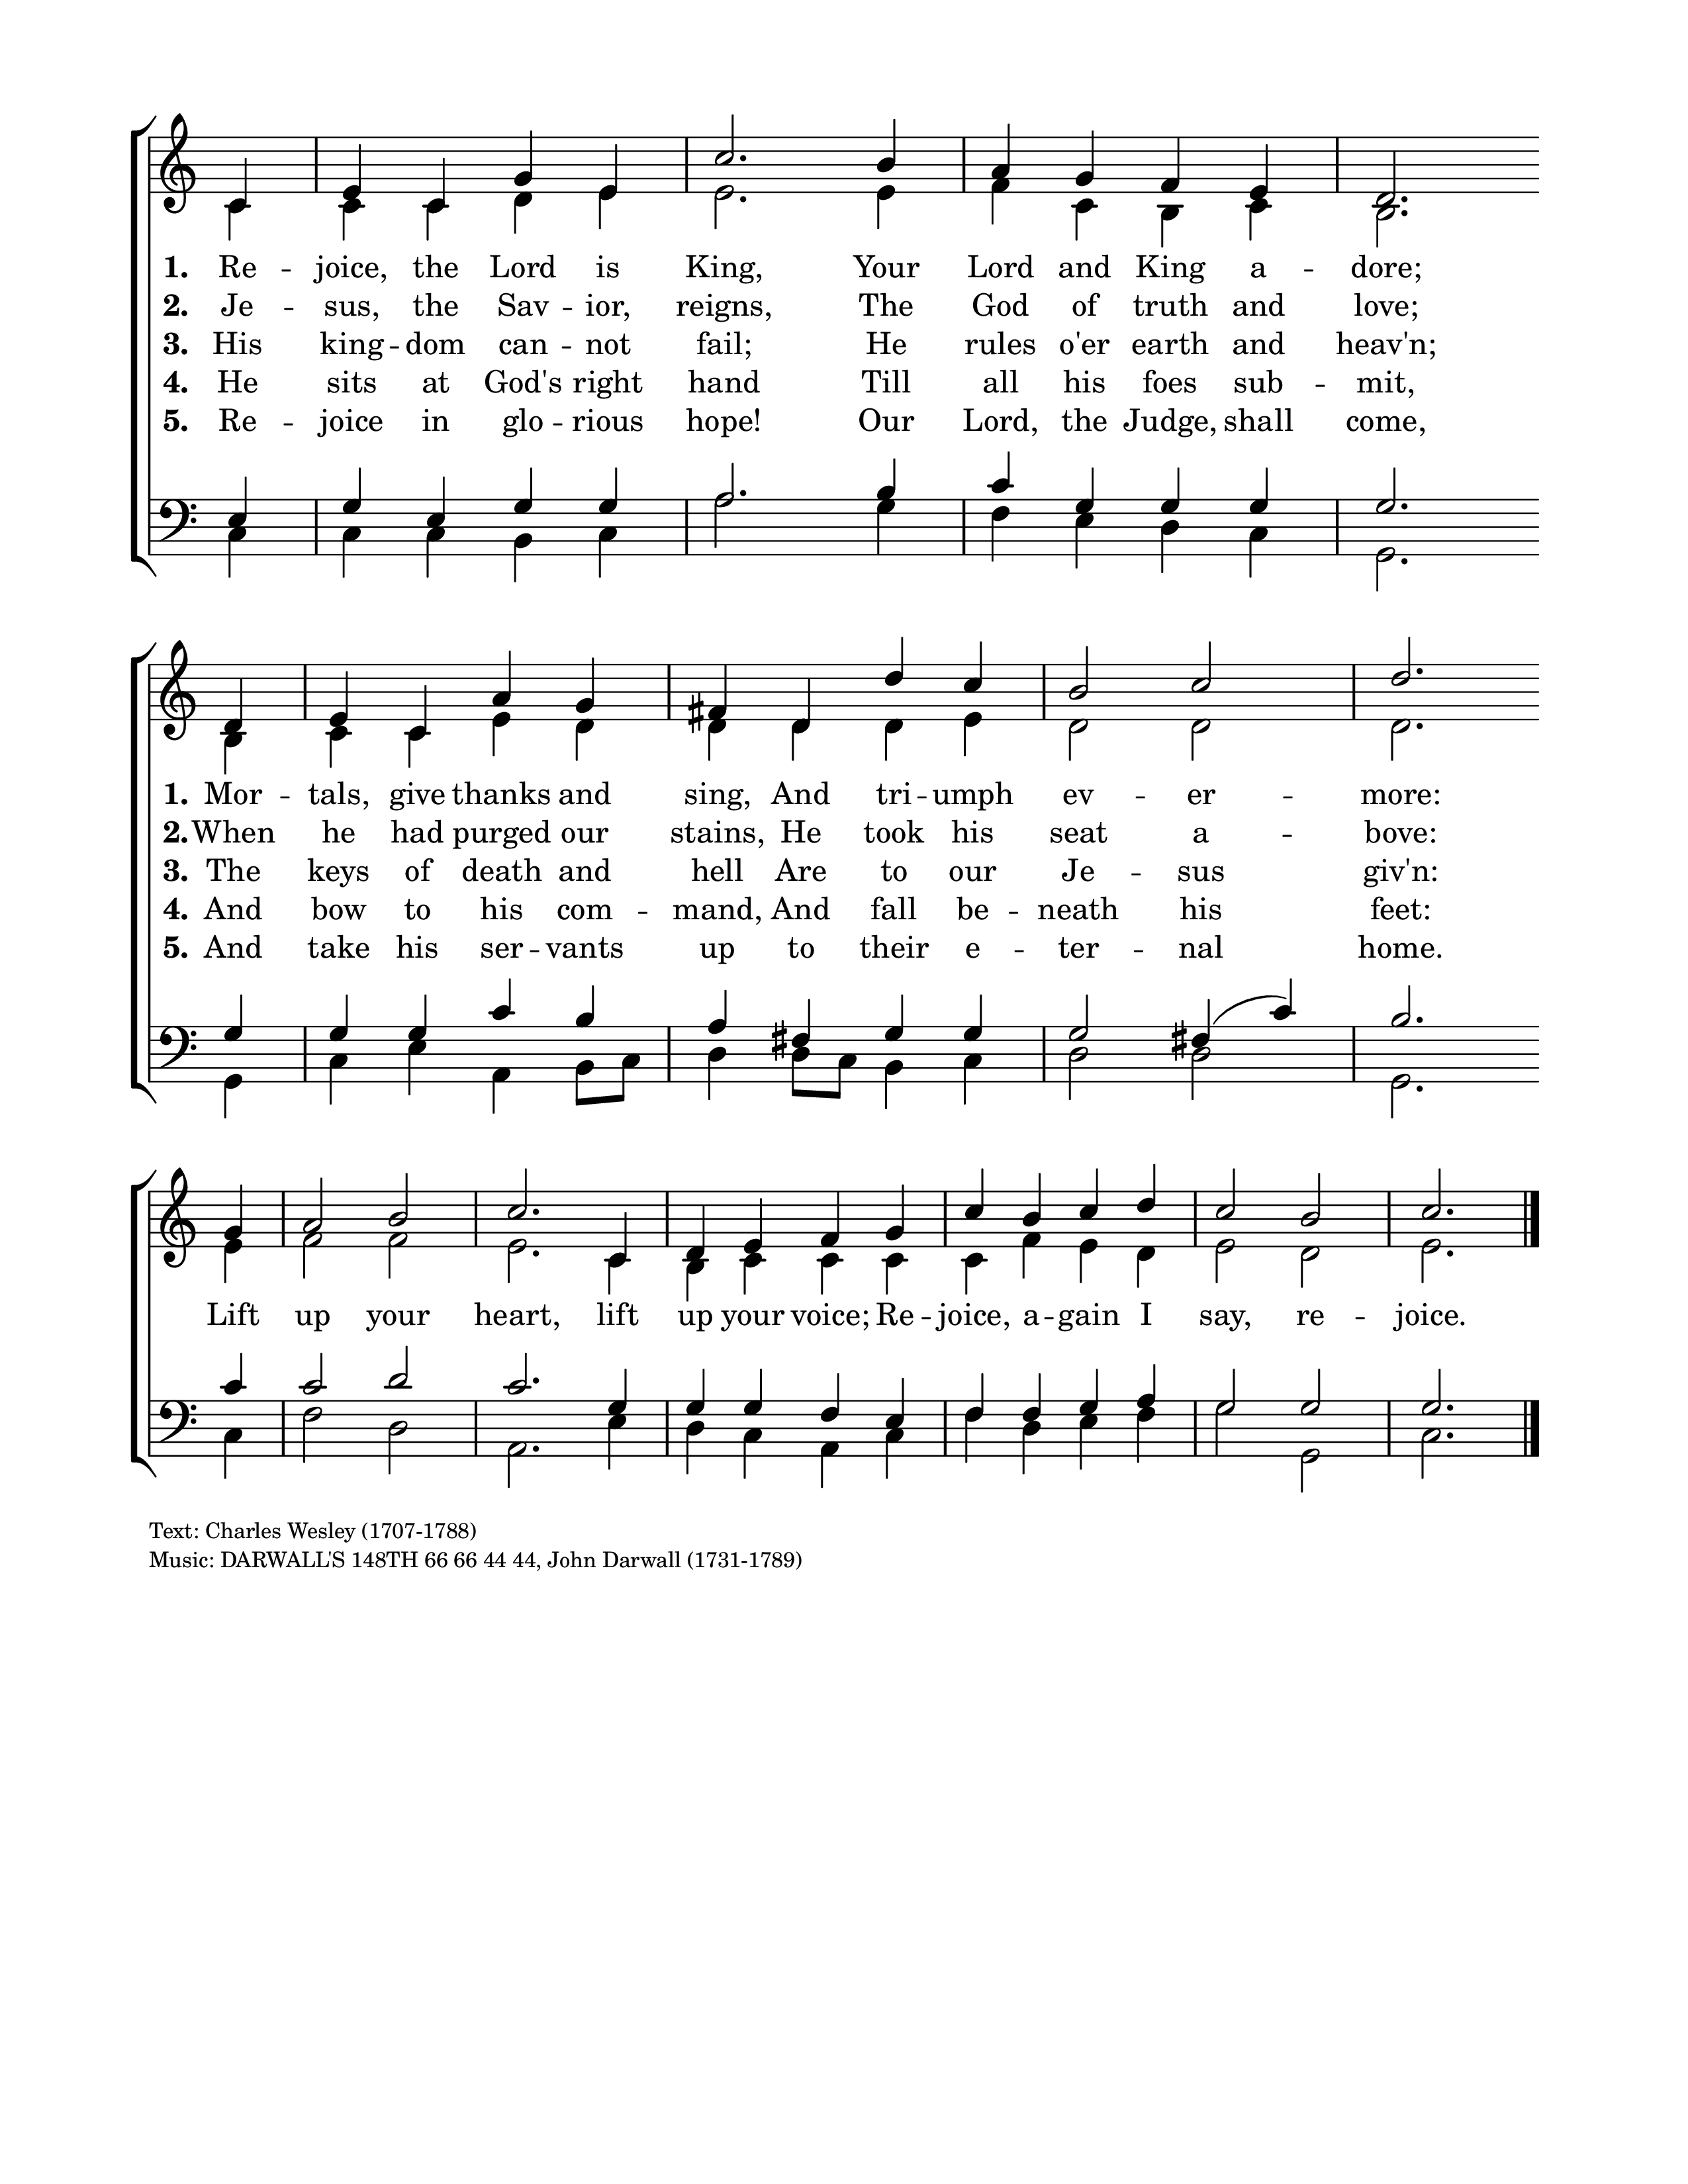 1. Re -- joice, the Lord is King, Your Lord and King a -- dore;
2. Je -- sus, the Sav -- ior, reigns, The God of truth and love;
3. His king -- dom can -- not fail; He rules o'er earth and heav'n;
4. He sits at God's right hand Till all his foes sub -- mit,
5. Re -- joice in glo -- rious hope! Our Lord, the Judge, shall come,
1. Mor -- tals, give thanks and sing, And tri -- umph ev -- er -- more:
2. When he had purged our stains, He took his seat a -- bove:
3. The keys of death and hell Are to our Je -- sus giv'n:
4. And bow to his com -- mand, And fall be -- neath his feet:
5. And take his ser -- vants up to their e -- ter -- nal home.
Lift up your heart, lift up your voice; Re -- joice, a -- gain I say, re -- joice.
Text: Charles Wesley (1707-1788)
Music: DARWALL'S 148TH 66 66 44 44, John Darwall (1731-1789)